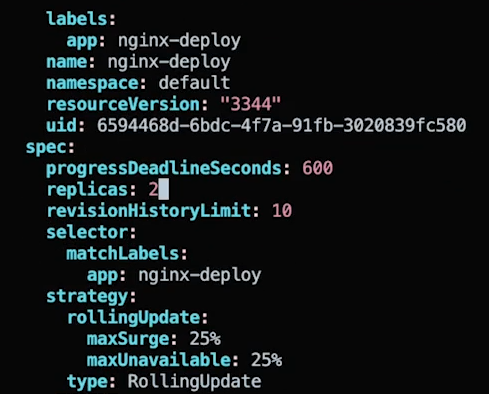 labels:
app: nginx-deploy
name: nginx-deploy
namespace: default
resourceVersion: "3344"
uid: 6594468d-6bdc-4f7a-91fb-3020839fc580
spec:
progressDeadlineSeconds: 600
replicas: 2
revisionHistoryLimit: 10
selector:
matchLabels:
app: nginx-deploy
strategy:
rollingUpdate:
maxSurge: 25%
maxUnavailable: 25%
type: RollingUpdate